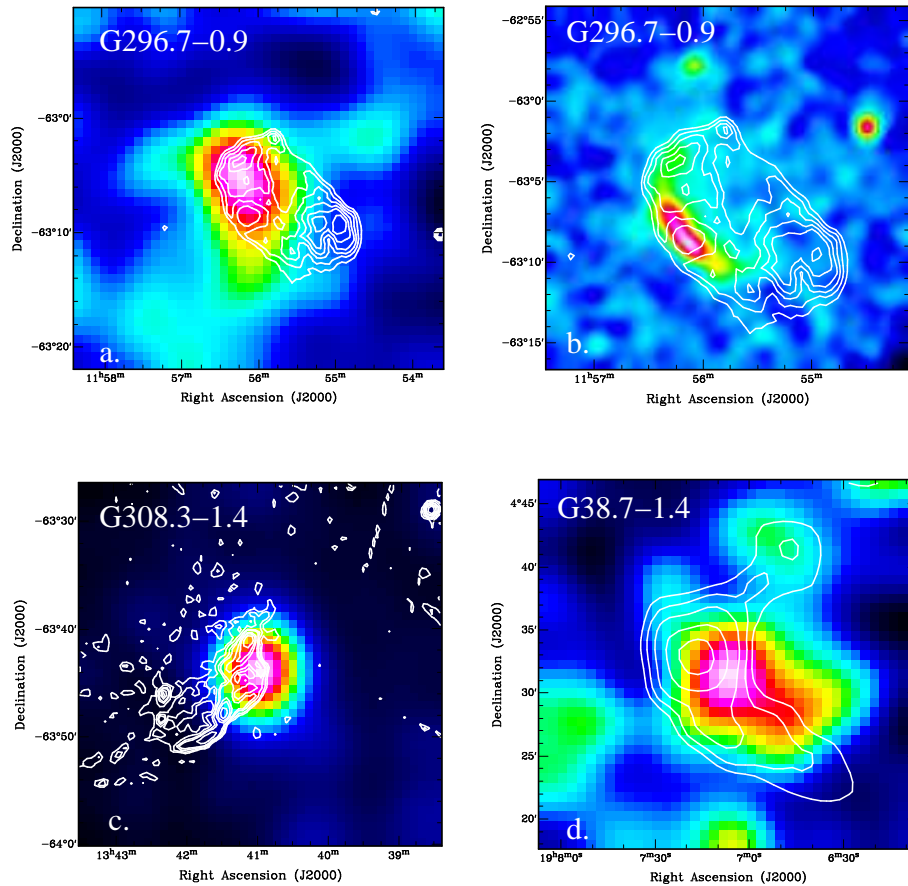 G296.7−0.9
Declination (J2000)
−63°0′
−63°10′
−63°20′
a.
11ʰ58ᵐ 57ᵐ 56ᵐ 55ᵐ 54ᵐ
Right Ascension (J2000)
G296.7−0.9
Declination (J2000)
−62°55′
−63°0′
−63°5′
−63°10′
−63°15′
b.
11ʰ57ᵐ 56ᵐ 55ᵐ
Right Ascension (J2000)
G308.3−1.4
Declination (J2000)
−63°30′
−63°40′
−63°50′
−64°0′
c.
13ʰ43ᵐ 42ᵐ 41ᵐ 40ᵐ 39ᵐ
Right Ascension (J2000)
G38.7−1.4
Declination (J2000)
4°45′
40′
35′
30′
25′
20′
d.
19ʰ8ᵐ0ˢ 7ᵐ30ˢ 7ᵐ0ˢ 6ᵐ30ˢ
Right Ascension (J2000)